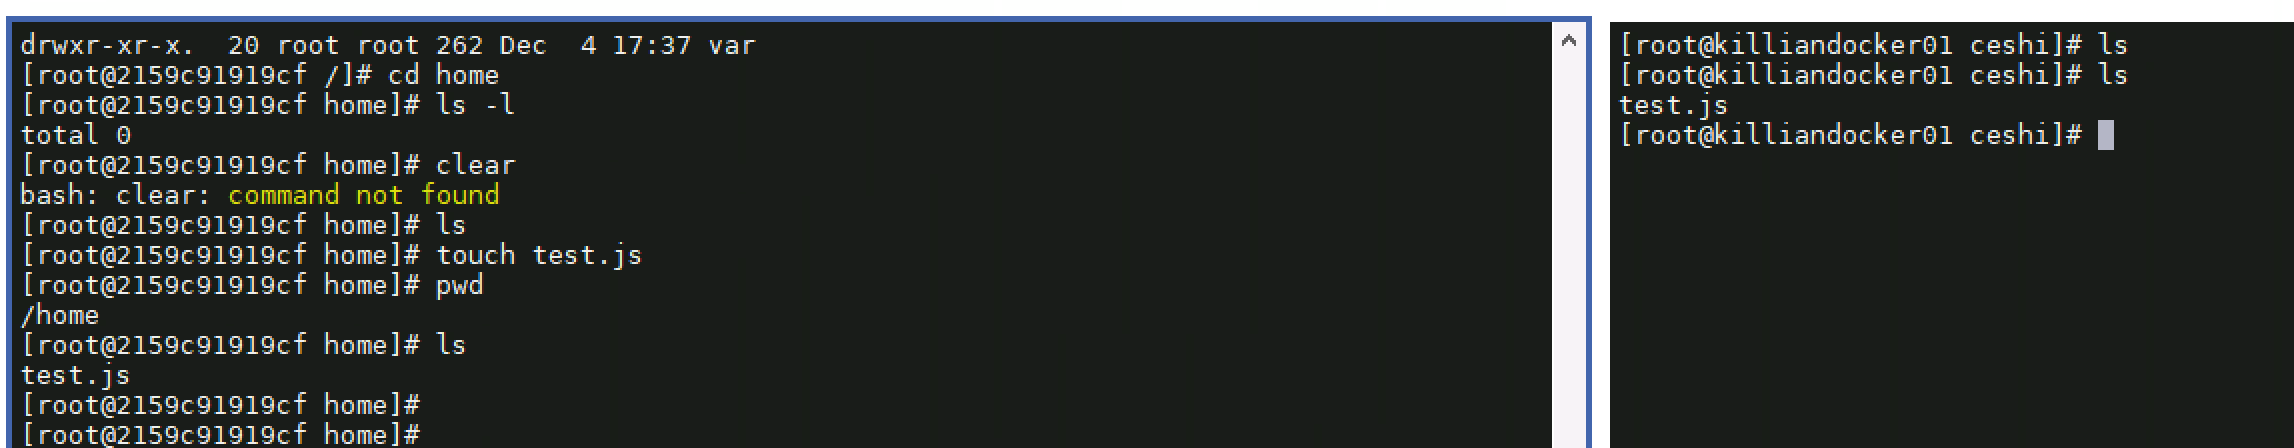 drwxr-xr-x.  20 root root 262 Dec  4 17:37 var
[root@2159c91919cf /]# cd home
[root@2159c91919cf home]# ls -l
total 0
[root@2159c91919cf home]# clear
bash: clear: command not found
[root@2159c91919cf home]# ls
[root@2159c91919cf home]# touch test.js
[root@2159c91919cf home]# pwd
/home
[root@2159c91919cf home]# ls
test.js
[root@2159c91919cf home]#
[root@2159c91919cf home]#
[root@killiandocker01 ceshi]# ls
[root@killiandocker01 ceshi]# ls
test.js
[root@killiandocker01 ceshi]#